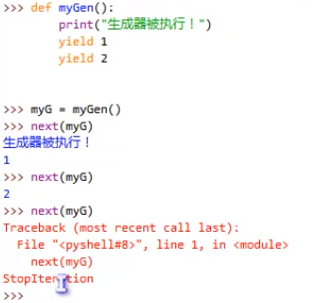 >>> def myGen():
        print("生成器被执行！")
        yield 1
        yield 2
>>> myG = myGen()
>>> next(myG)
生成器被执行！
1
>>> next(myG)
2
>>> next(myG)
Traceback (most recent call last):
  File "<pyshell#8>", line 1, in <module>
    next(myG)
StopIteration
>>>